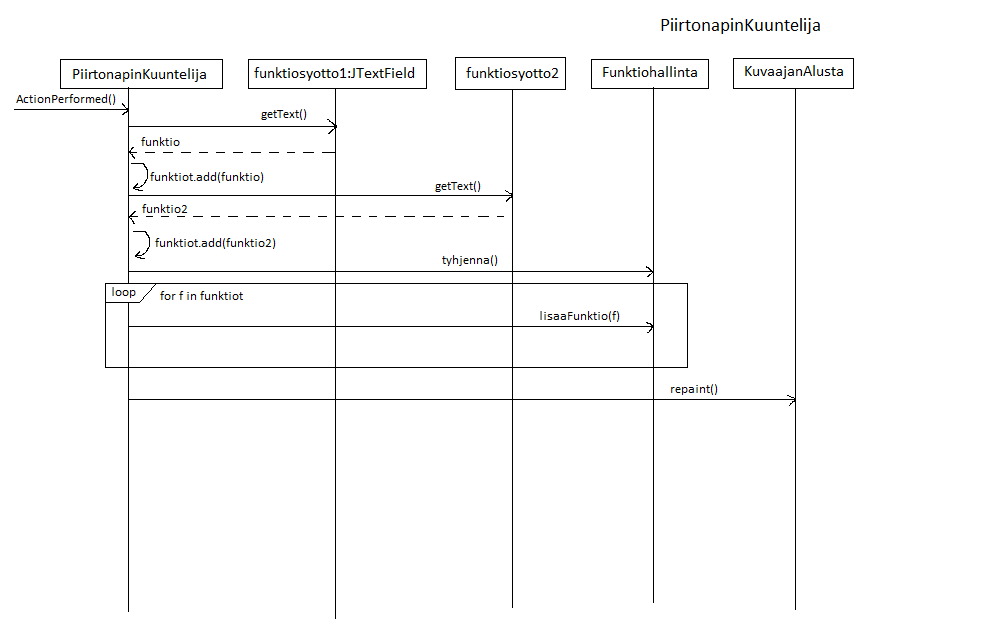 PiirtonapinKuuntelija
PiirtonapinKuuntelija
funktiosyotto1:JTextField
funktiosyotto2
Funktiohallinta
KuvaajanAlusta
ActionPerformed()
getText()
funktio
funktiot.add(funktio)
getText()
funktio2
funktiot.add(funktio2)
tyhjenna()
loop
for f in funktiot
lisaaFunktio(f)
repaint()